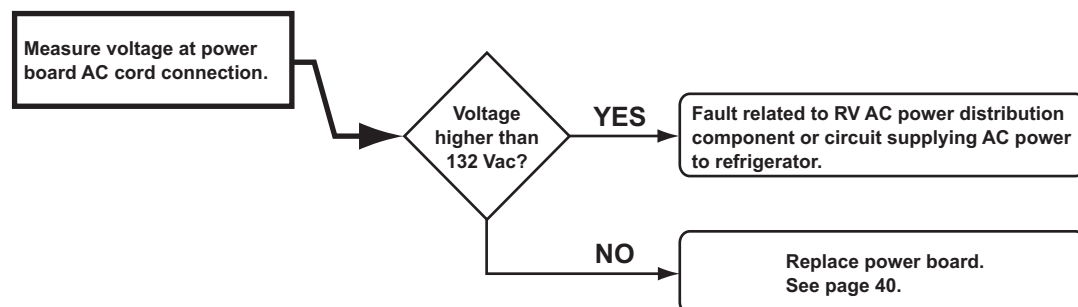 Measure voltage at power
board AC cord connection.
Voltage
higher than
132 Vac?
YES
Fault related to RV AC power distribution
component or circuit supplying AC power
to refrigerator.
NO
Replace power board.
See page 40.